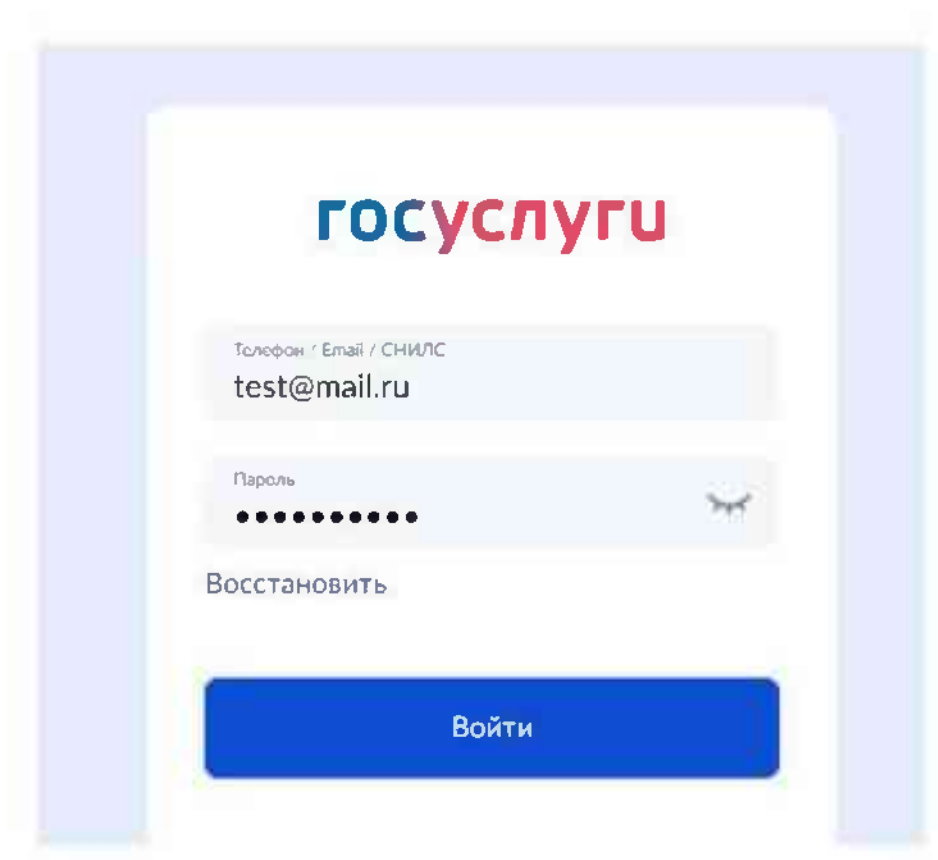 госуслуги
Телефон / Email / СНИЛС
test@mail.ru
Пароль
••••••••••
Восстановить
Войти